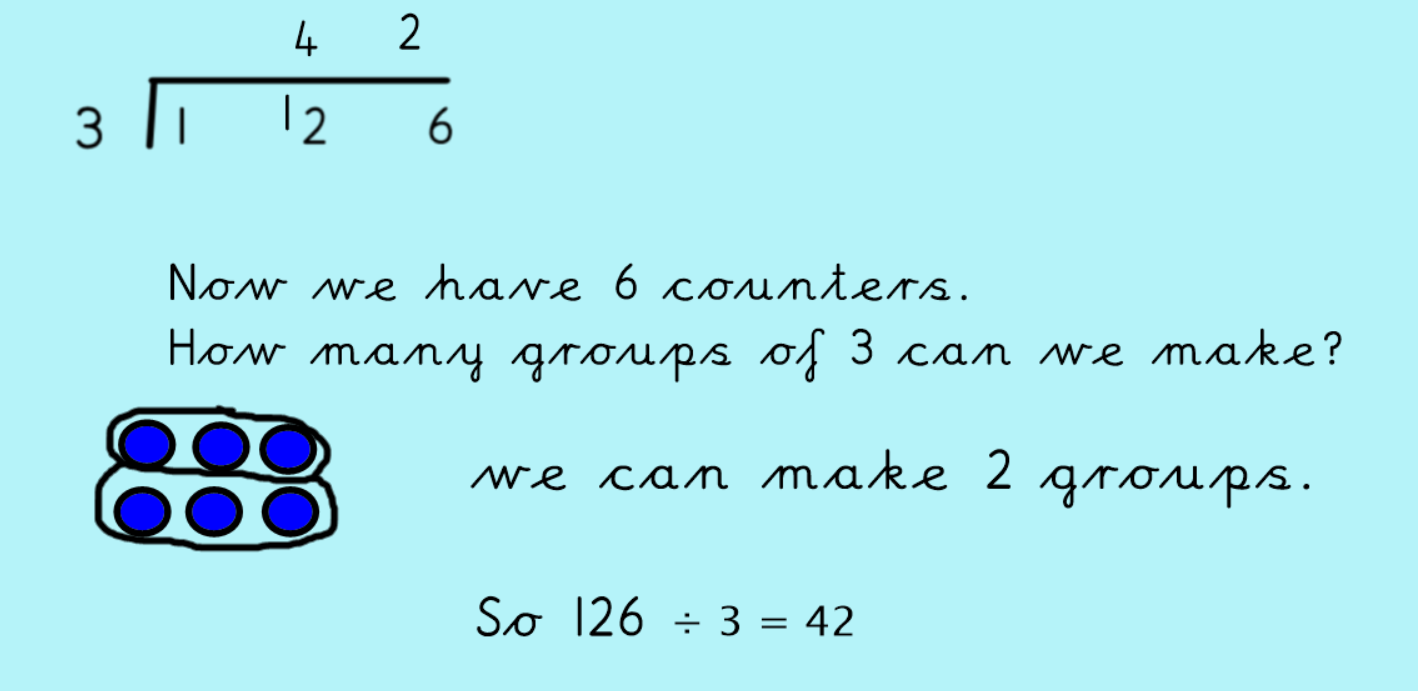 4 2
3 1 12 6
Now we have 6 counters.
How many groups of 3 can we make?
we can make 2 groups.
So 126 ÷ 3 = 42